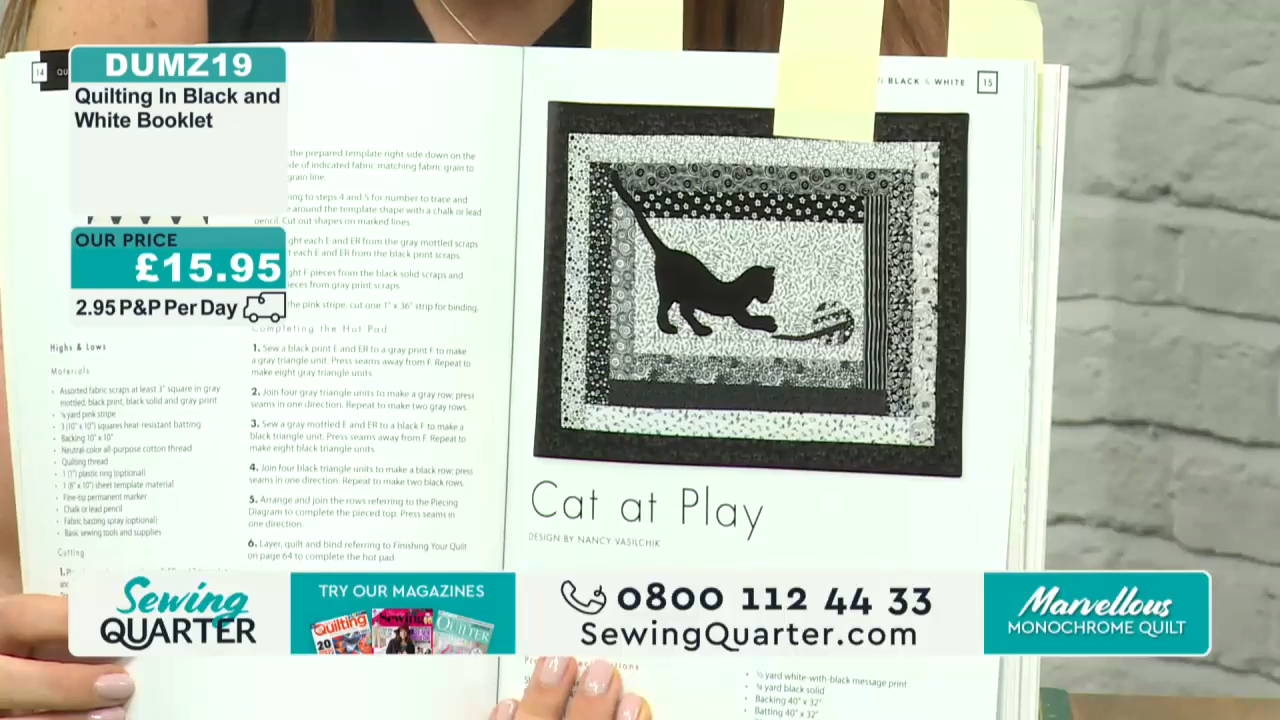 DUMZ19
Quilting In Black and
White Booklet
OUR PRICE
£15.95
2.95 P&P Per Day
14
the prepared template right side down on the
of indicated fabric matching fabric grain to
grain line.
to steps 4 and 5 for number to trace and
around the template shape with a chalk or lead
pencil. Cut out shapes on marked lines.
each E and ER from the gray mottled scraps
each E and ER from the black print scraps.
F pieces from the black solid scraps and
from gray print scraps.
the pink stripe, cut one 1" x 36" strip for binding.
Completing the Hot Pad
1. Sew a black print E and ER to a gray print F to make
a gray triangle unit. Press seams away from F. Repeat to
make eight gray triangle units.
2. Join four gray triangle units to make a gray row; press
seams in one direction. Repeat to make two gray rows.
3. Sew a gray mottled E and ER to a black F to make a
black triangle unit. Press seams away from F. Repeat to
make eight black triangle units
4. Join four black triangle units to make a black row; press
seams in one direction. Repeat to make two black rows.
5. Arrange and join the rows referring to the Piecing
Diagram to complete the pieced top. Press seams in
one direction.
6. Layer, quilt and bind referring to Finishing Your Quilt
on page 64 to complete the hot pad.
Highs & Lows
Materials
• Assorted fabric scraps at least 3" square in gray
mottled, black print, black solid and gray print
yard pink stripe
• 3 (10" x 10") squares heat-resistant batting
• Backing 10" x 10"
• Neutral-color all-purpose cotton thread
• Quilting thread
• 1 (1") plastic ring (optional)
• 1 (8" x 10") sheet template material
• Fine-tip permanent marker
• Chalk or lead pencil
• Fabric basting spray (optional)
• Basic sewing tools and supplies
Cutting
1.
BLACK & WHITE 15
Cat at Play
DESIGN BY NANCY VASILCHIK
• ½ yard white-with-black message print
yard black solid
• Backing 40" x 32"
• Batting 40" x 32"
Sewing
QUARTER
TRY OUR MAGAZINES
Quilting
20
Sewing
QUILTER
0800 112 44 33
SewingQuarter.com
Marvellous
MONOCHROME QUILT